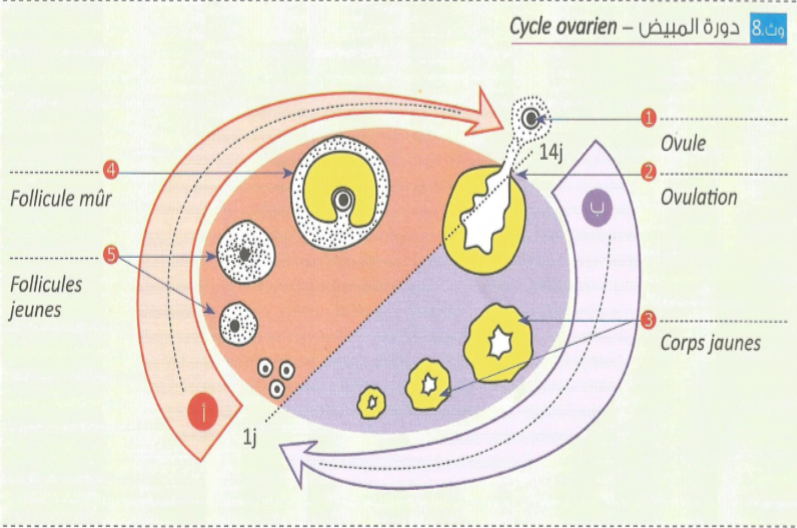 وث.8 دورة المبيض – Cycle ovarien
1
Ovule
14j
2
Ovulation
ب
4
Follicule mûr
5
Follicules
jeunes
3
Corps jaunes
أ
1j